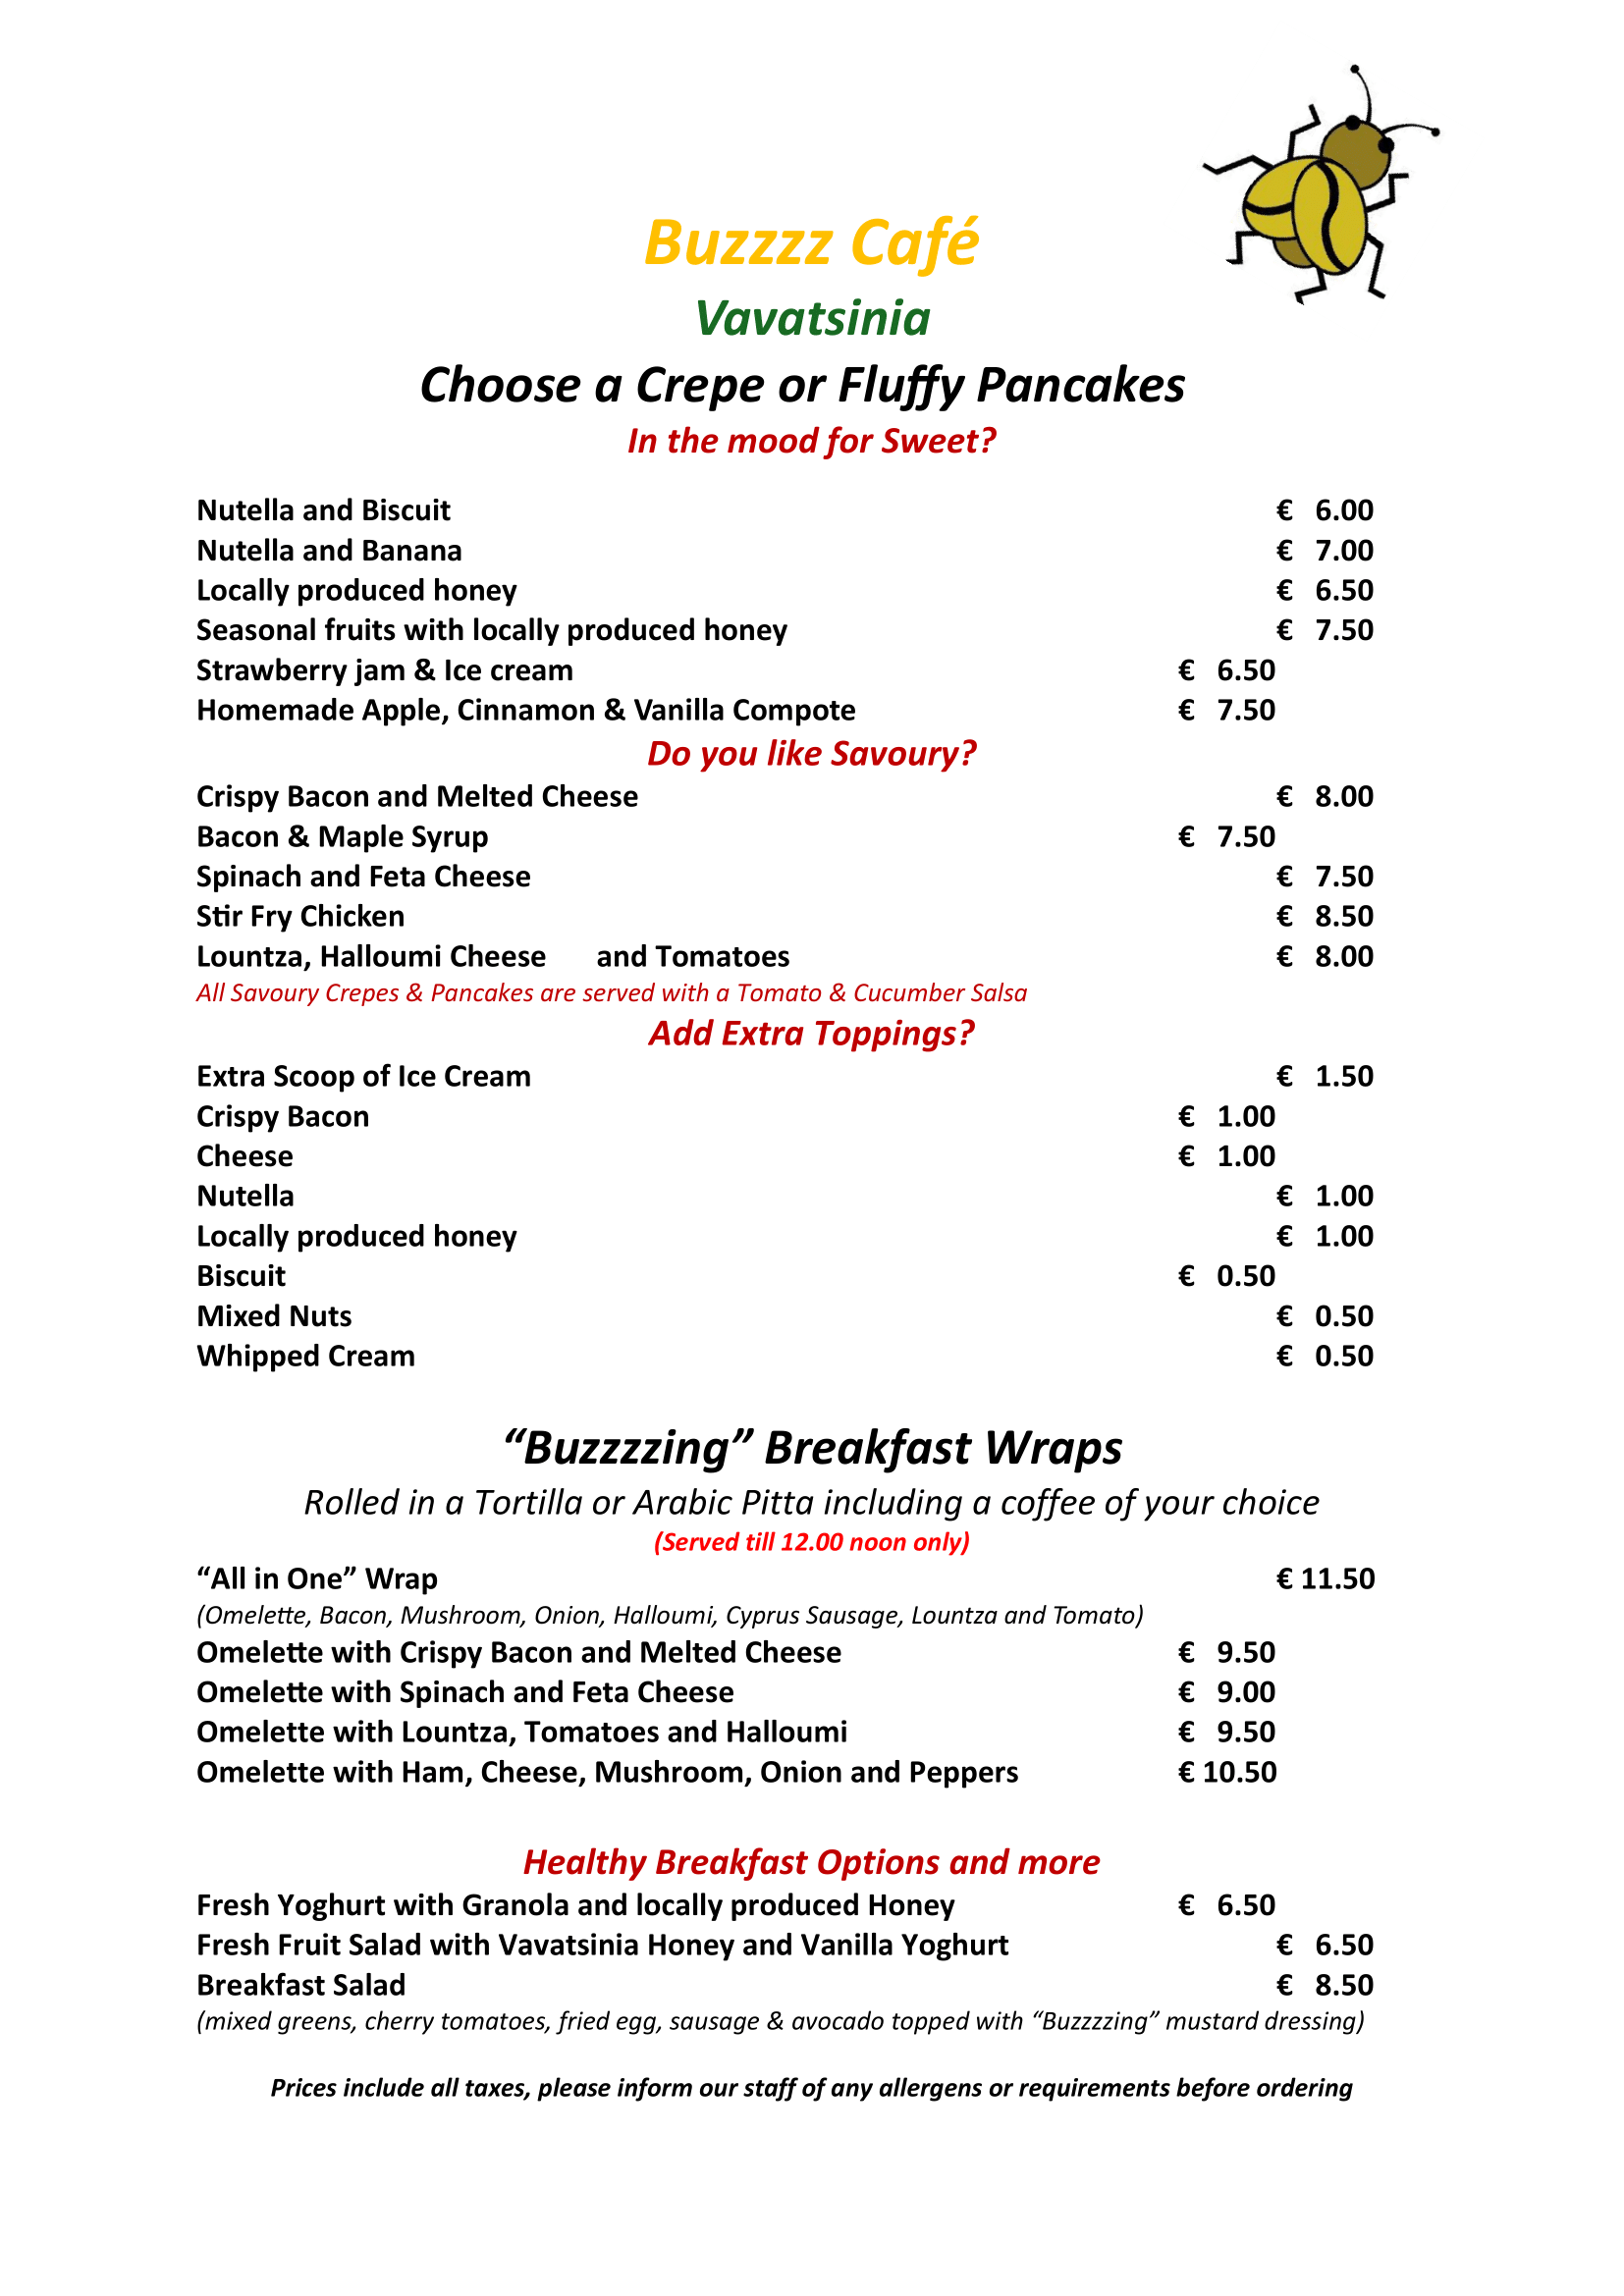 Buzzzz Café
Vavatsinia
Choose a Crepe or Fluffy Pancakes
In the mood for Sweet?
Nutella and Biscuit € 6.00
Nutella and Banana € 7.00
Locally produced honey € 6.50
Seasonal fruits with locally produced honey € 7.50
Strawberry jam & Ice cream € 6.50
Homemade Apple, Cinnamon & Vanilla Compote € 7.50
Do you like Savoury?
Crispy Bacon and Melted Cheese € 8.00
Bacon & Maple Syrup € 7.50
Spinach and Feta Cheese € 7.50
Stir Fry Chicken € 8.50
Lountza, Halloumi Cheese and Tomatoes € 8.00
All Savoury Crepes & Pancakes are served with a Tomato & Cucumber Salsa
Add Extra Toppings?
Extra Scoop of Ice Cream € 1.50
Crispy Bacon € 1.00
Cheese € 1.00
Nutella € 1.00
Locally produced honey € 1.00
Biscuit € 0.50
Mixed Nuts € 0.50
Whipped Cream € 0.50
“Buzzzzing” Breakfast Wraps
Rolled in a Tortilla or Arabic Pitta including a coffee of your choice
(Served till 12.00 noon only)
“All in One” Wrap € 11.50
(Omelette, Bacon, Mushroom, Onion, Halloumi, Cyprus Sausage, Lountza and Tomato)
Omelette with Crispy Bacon and Melted Cheese € 9.50
Omelette with Spinach and Feta Cheese € 9.00
Omelette with Lountza, Tomatoes and Halloumi € 9.50
Omelette with Ham, Cheese, Mushroom, Onion and Peppers € 10.50
Healthy Breakfast Options and more
Fresh Yoghurt with Granola and locally produced Honey € 6.50
Fresh Fruit Salad with Vavatsinia Honey and Vanilla Yoghurt € 6.50
Breakfast Salad € 8.50
(mixed greens, cherry tomatoes, fried egg, sausage & avocado topped with “Buzzzzing” mustard dressing)
Prices include all taxes, please inform our staff of any allergens or requirements before ordering